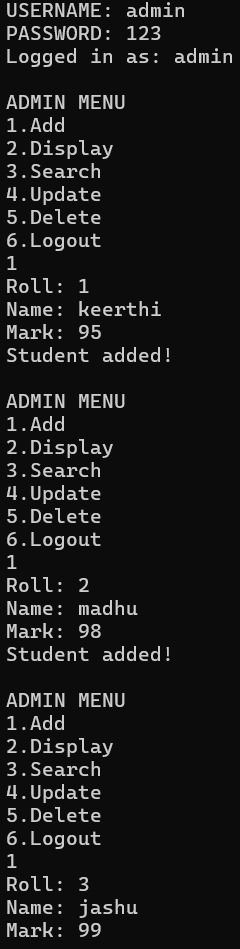 USERNAME: admin
PASSWORD: 123
Logged in as: admin
ADMIN MENU
1.Add
2.Display
3.Search
4.Update
5.Delete
6.Logout
1
Roll: 1
Name: keerthi
Mark: 95
Student added!
ADMIN MENU
1.Add
2.Display
3.Search
4.Update
5.Delete
6.Logout
1
Roll: 2
Name: madhu
Mark: 98
Student added!
ADMIN MENU
1.Add
2.Display
3.Search
4.Update
5.Delete
6.Logout
1
Roll: 3
Name: jashu
Mark: 99